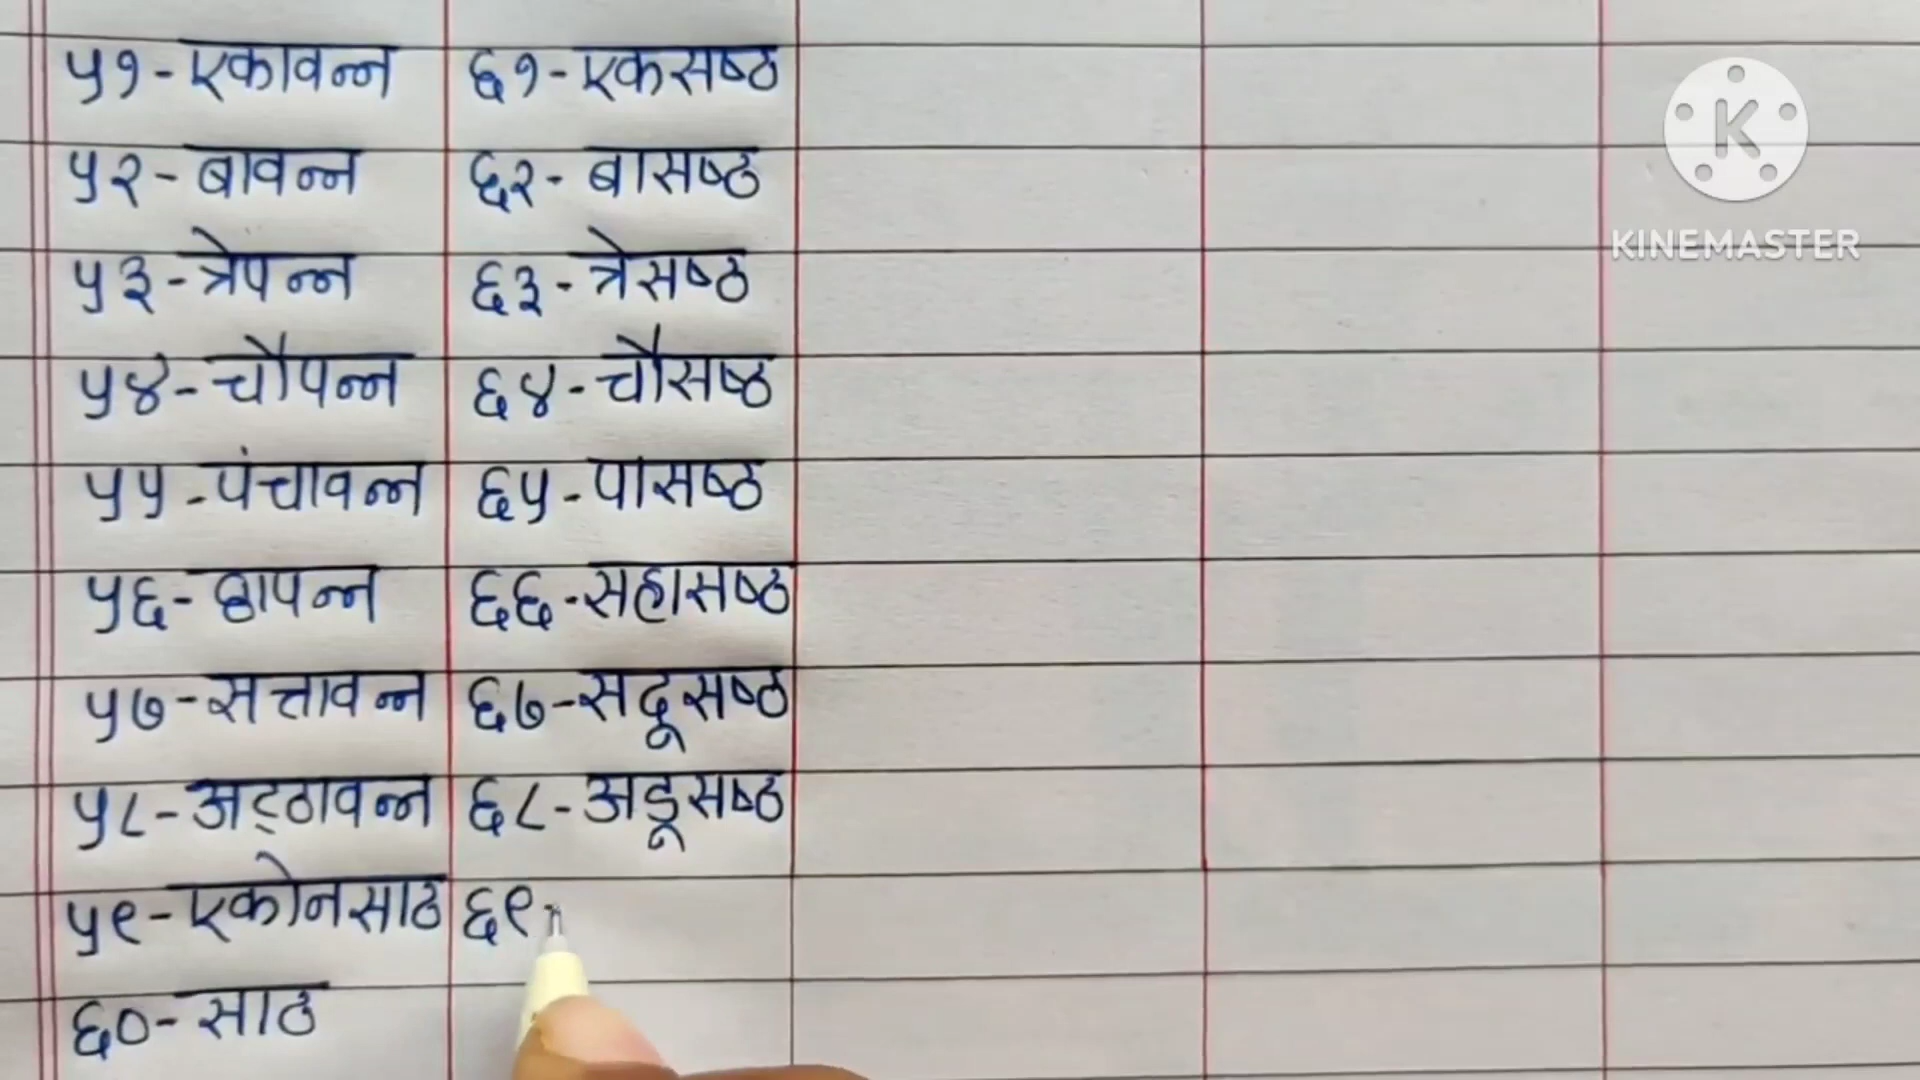 ५१-एकावन्न
५२-बावन्न
५३-त्रेपन्न
५४-चौपन्न
५५-पंचावन्न
५६-छापन्न
५७-सत्तावन्न
५८-अट्ठावन्न
५९-एकोनसाठ
६०-साठ
६१-एकसष्ठ
६२-बासष्ठ
६३-त्रेसष्ठ
६४-चौसष्ठ
६५-पासष्ठ
६६-सहासष्ठ
६७-सदूसष्ठ
६८-अडूसष्ठ
६९-
K
KINEMASTER